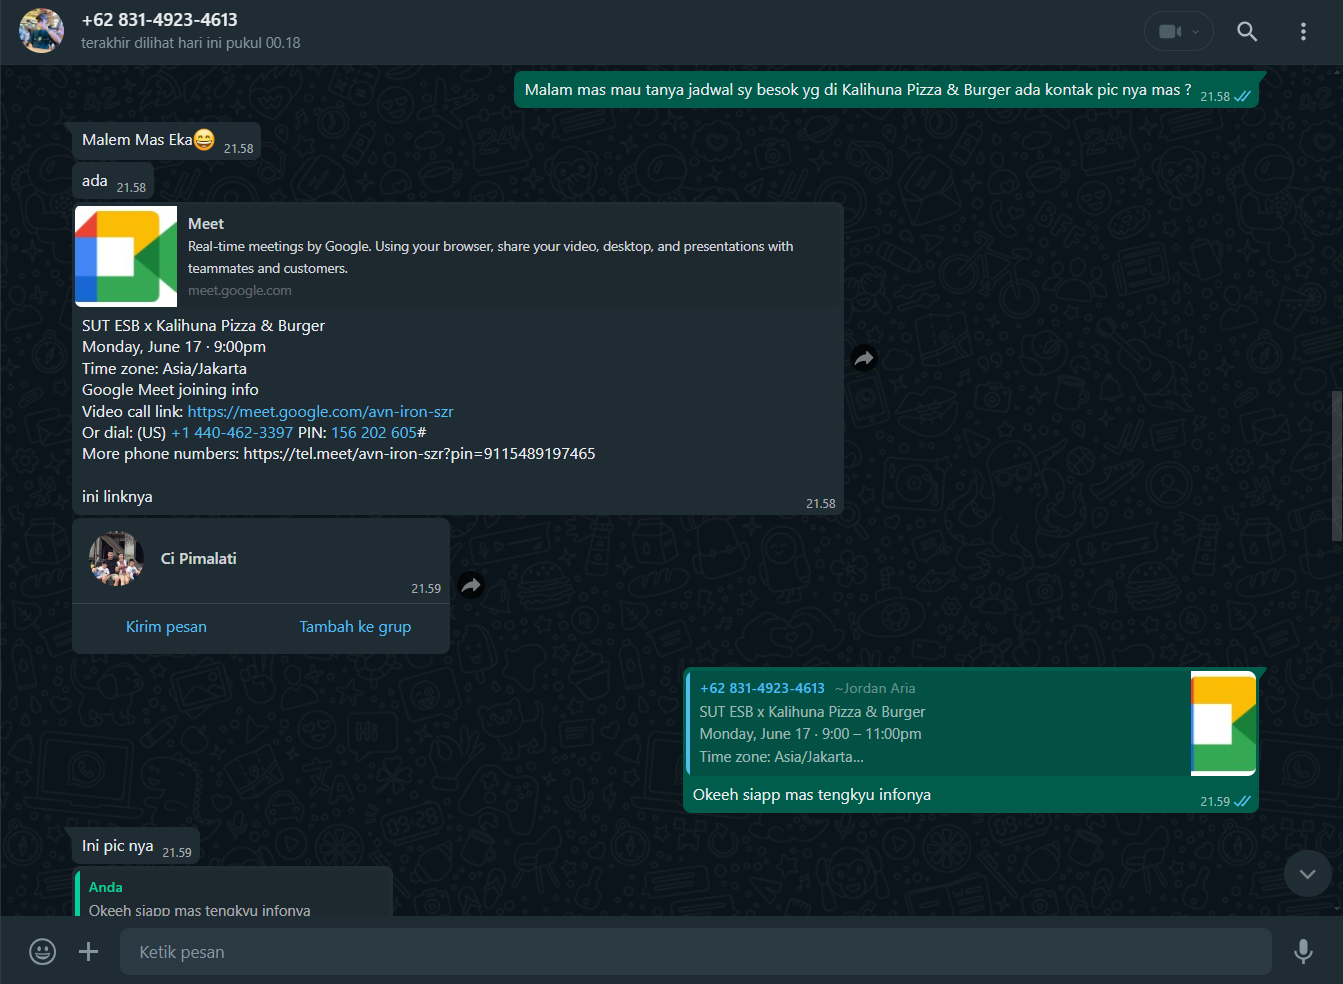 +62 831-4923-4613
terakhir dilihat hari ini pukul 00.18
Malam mas mau tanya jadwal sy besok yg di Kalihuna Pizza & Burger ada kontak pic nya mas ?
21.58
Malem Mas Eka😄
21.58
ada
21.58
Meet
Real-time meetings by Google. Using your browser, share your video, desktop, and presentations with
teammates and customers.
meet.google.com
SUT ESB x Kalihuna Pizza & Burger
Monday, June 17 · 9:00pm
Time zone: Asia/Jakarta
Google Meet joining info
Video call link: https://meet.google.com/avn-iron-szr
Or dial: (US) +1 440-462-3397 PIN: 156 202 605#
More phone numbers: https://tel.meet/avn-iron-szr?pin=9115489197465
ini linknya
21.58
Ci Pimalati
21.59
Kirim pesan
Tambah ke grup
+62 831-4923-4613 ~Jordan Aria
SUT ESB x Kalihuna Pizza & Burger
Monday, June 17 · 9:00 – 11:00pm
Time zone: Asia/Jakarta...
Okeeh siapp mas tengkyu infonya
21.59
Ini pic nya
21.59
Anda
Okeeh siapp mas tengkyu infonya
Ketik pesan